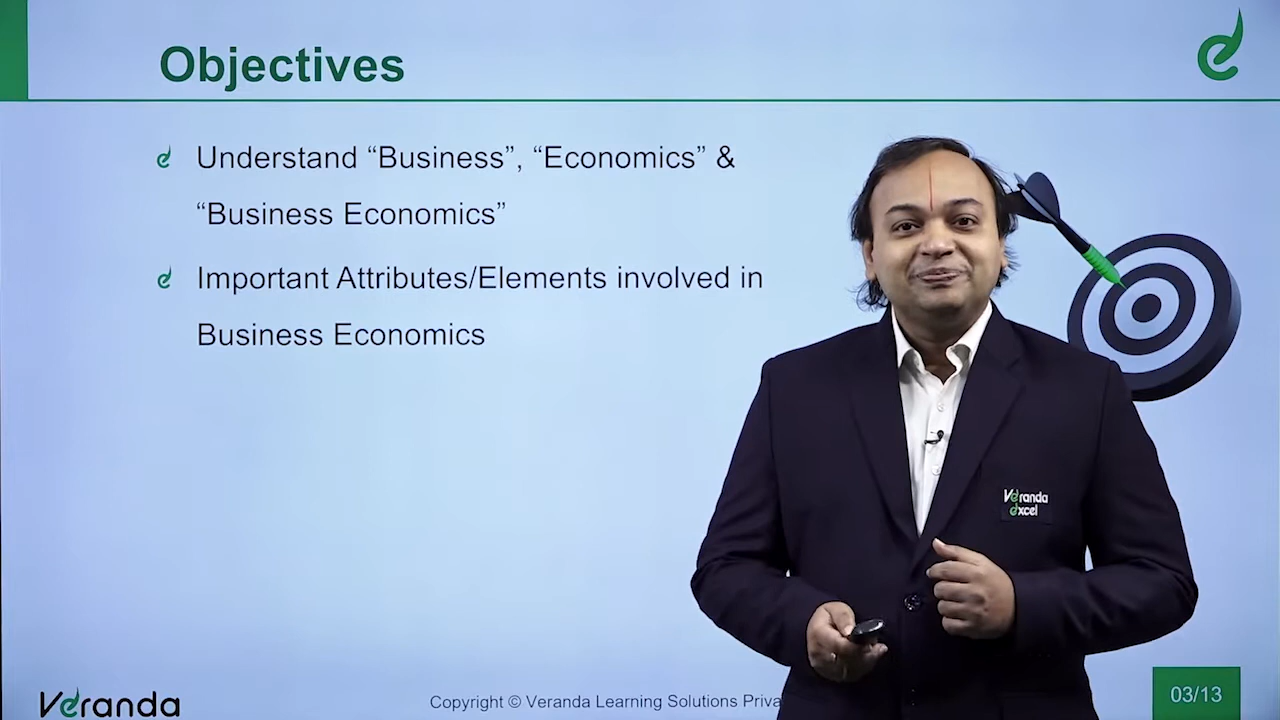 Objectives
Understand “Business”, “Economics” &
“Business Economics”
Important Attributes/Elements involved in
Business Economics
Veranda
excel
Veranda
Copyright © Veranda Learning Solutions Priva
03/13